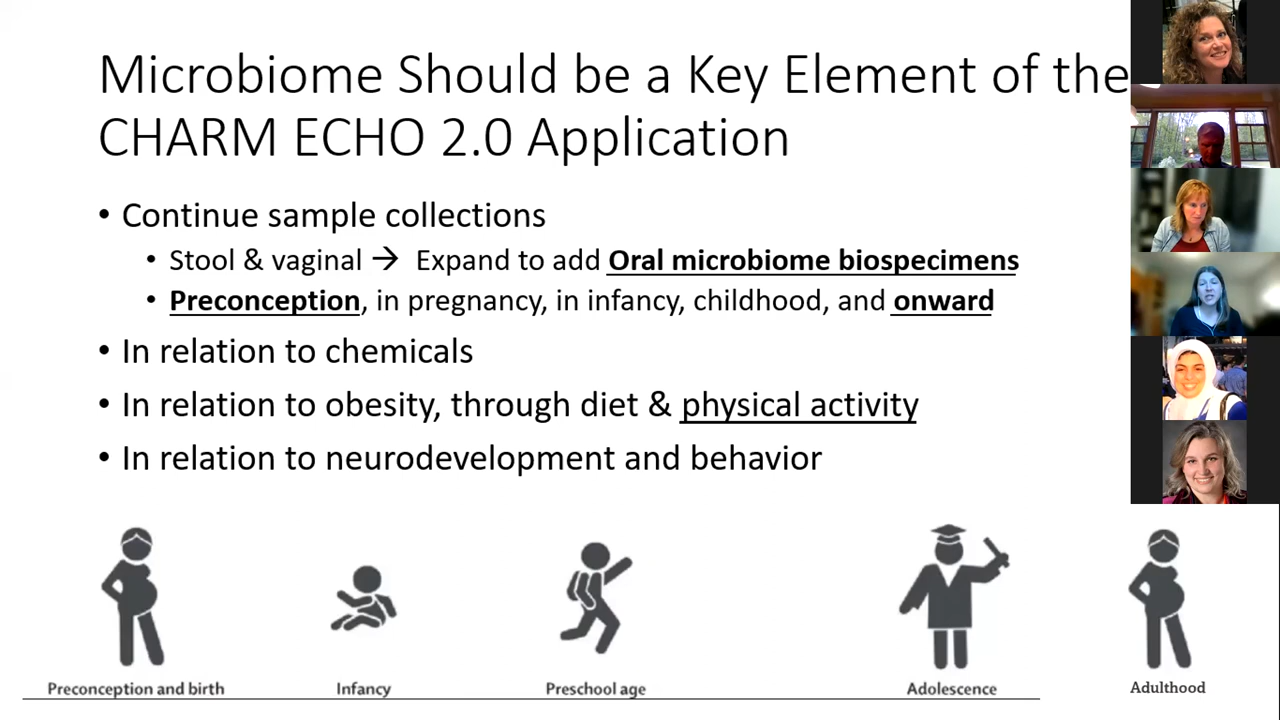 Microbiome Should be a Key Element of the
CHARM ECHO 2.0 Application
• Continue sample collections
• Stool & vaginal → Expand to add Oral microbiome biospecimens
• Preconception, in pregnancy, in infancy, childhood, and onward
• In relation to chemicals
• In relation to obesity, through diet & physical activity
• In relation to neurodevelopment and behavior
Preconception and birth
Infancy
Preschool age
Adolescence
Adulthood